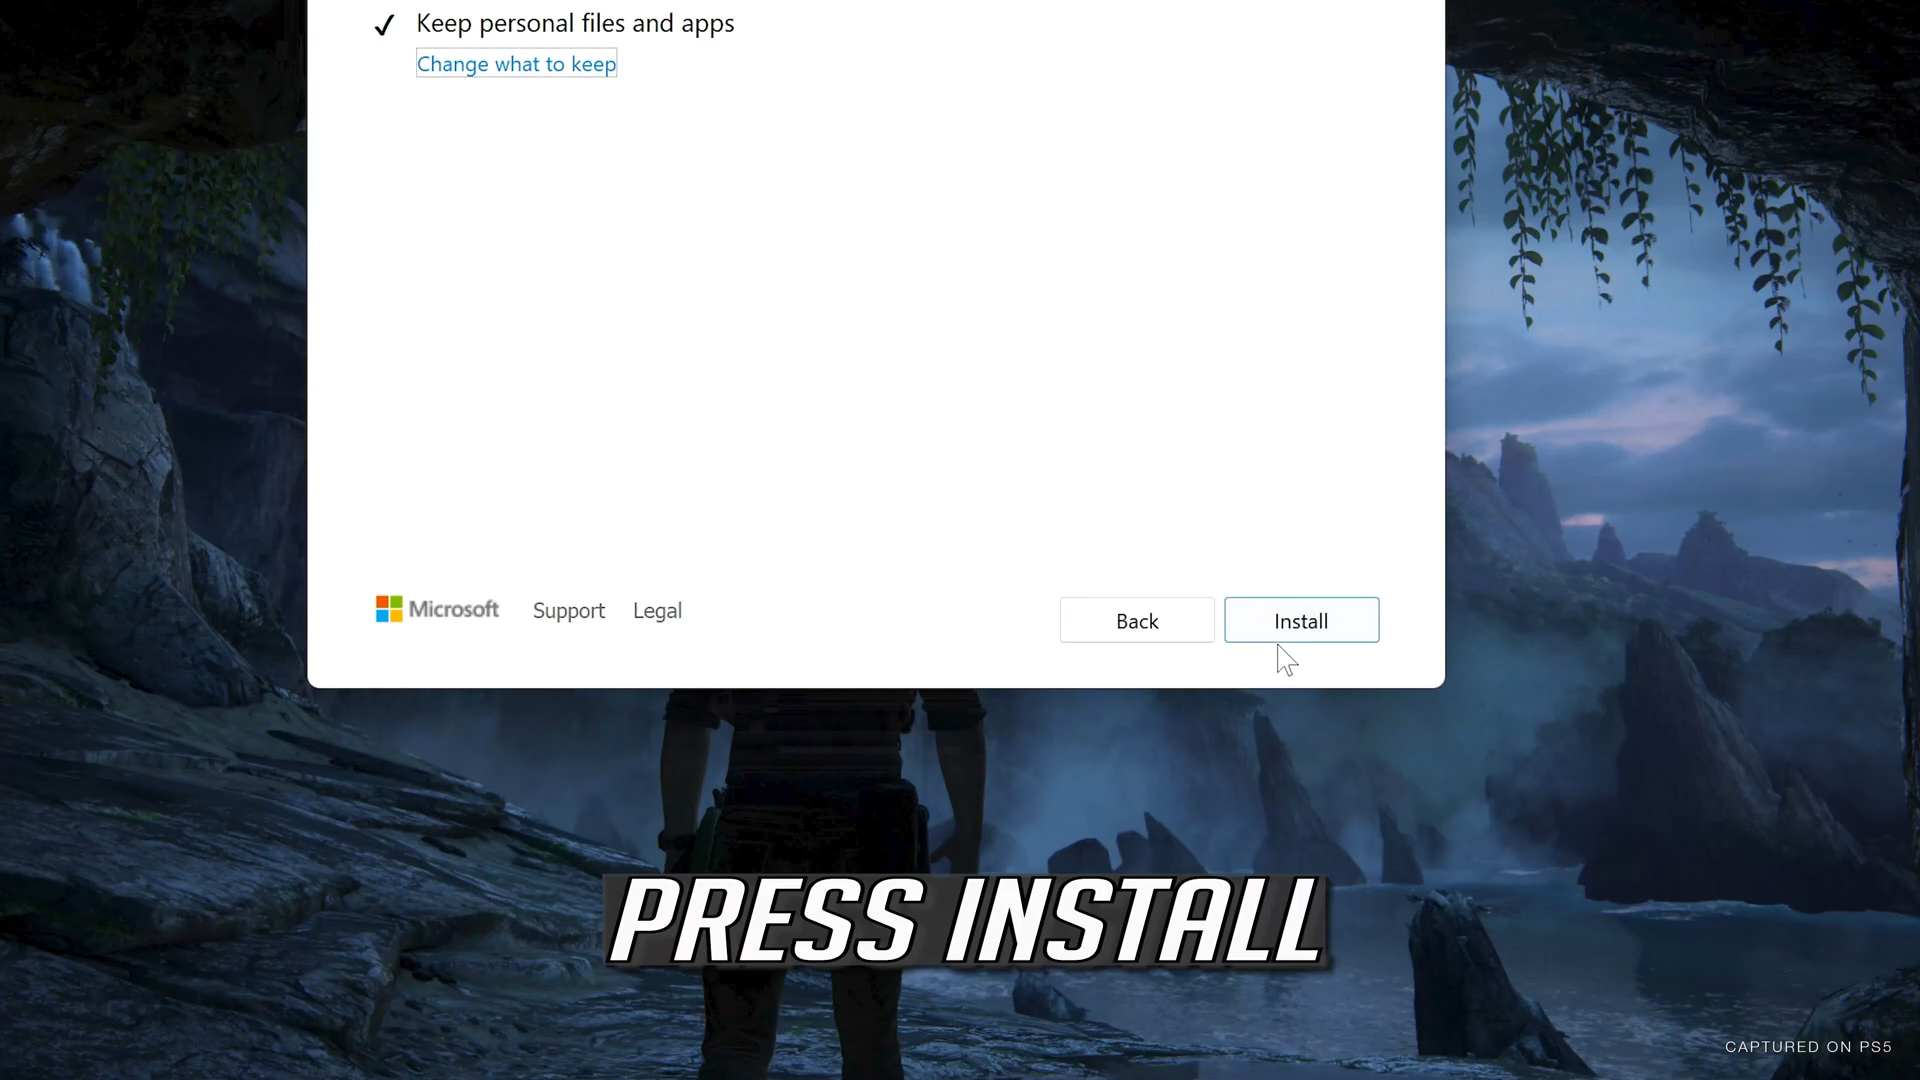 ✓ Keep personal files and apps
Change what to keep
Microsoft Support Legal
Back Install
PRESS INSTALL
CAPTURED ON PS5